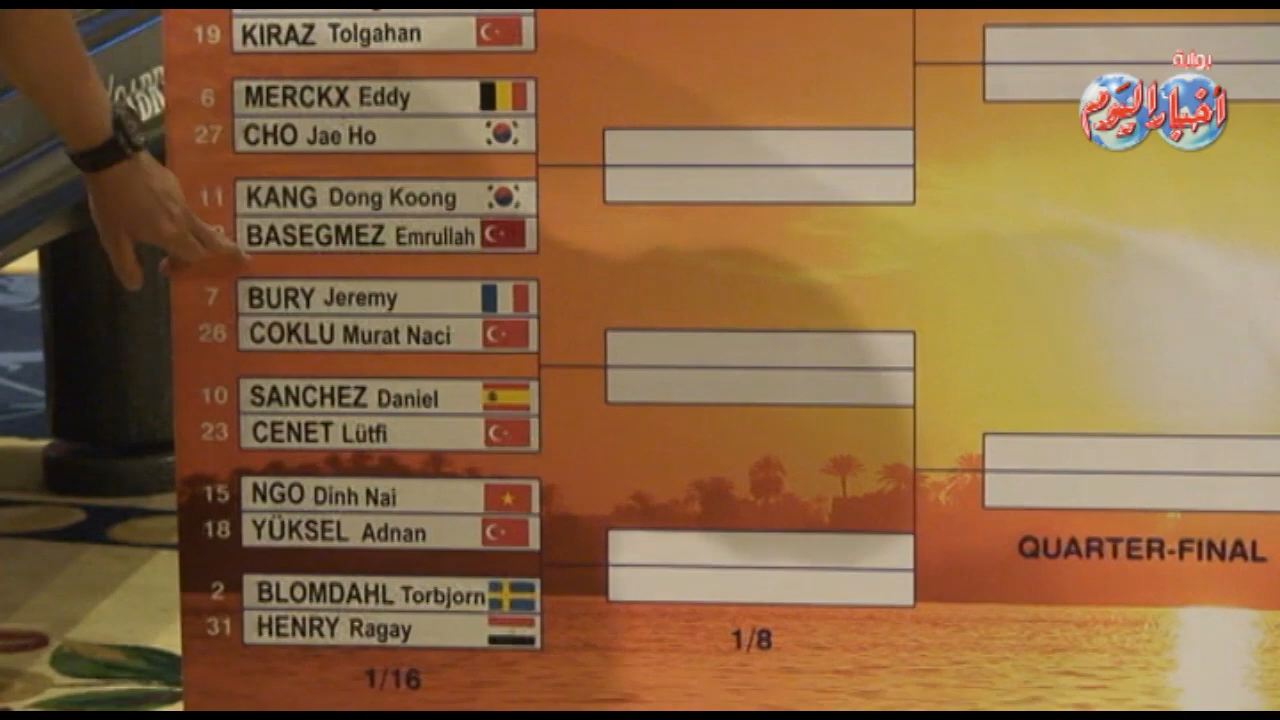 19 KIRAZ Tolgahan
6 MERCKX Eddy
27 CHO Jae Ho
11 KANG Dong Koong
BASEGMEZ Emrullah
7 BURY Jeremy
26 COKLU Murat Naci
10 SANCHEZ Daniel
23 CENET Lütfi
15 NGO Dinh Nai
18 YÜKSEL Adnan
2 BLOMDAHL Torbjorn
31 HENRY Ragay
1/16
1/8
QUARTER-FINAL
بوابة
أخبار اليوم